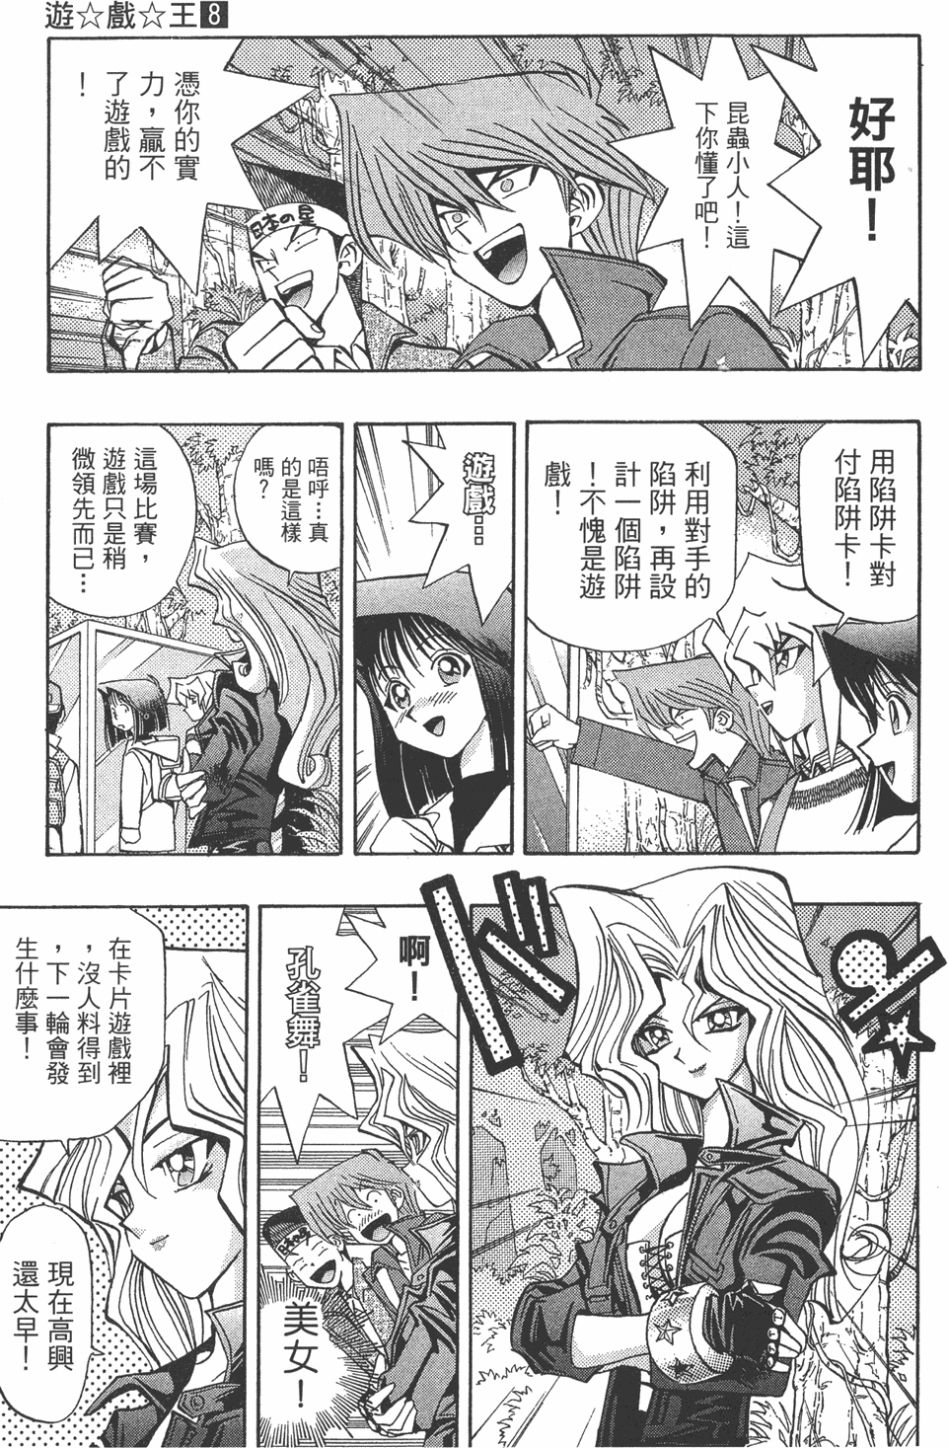 遊☆戲☆王8
好耶！
昆蟲小人！這
下你懂了吧！
憑你的實
力，贏不
了遊戲的
！
日本の星
用陷阱卡對
付陷阱卡！
利用對手的
陷阱，再設
計一個陷阱
！不愧是遊
戲！
遊戲…
唔呼…真
的是這樣
嗎？
這場比賽，
遊戲只是稍
微領先而已…
ドン
啊！
孔雀舞！
美女！
在卡片遊戲裡
，沒人料得到
，下一輪會發
生什麼事！
現在高興
還太早！